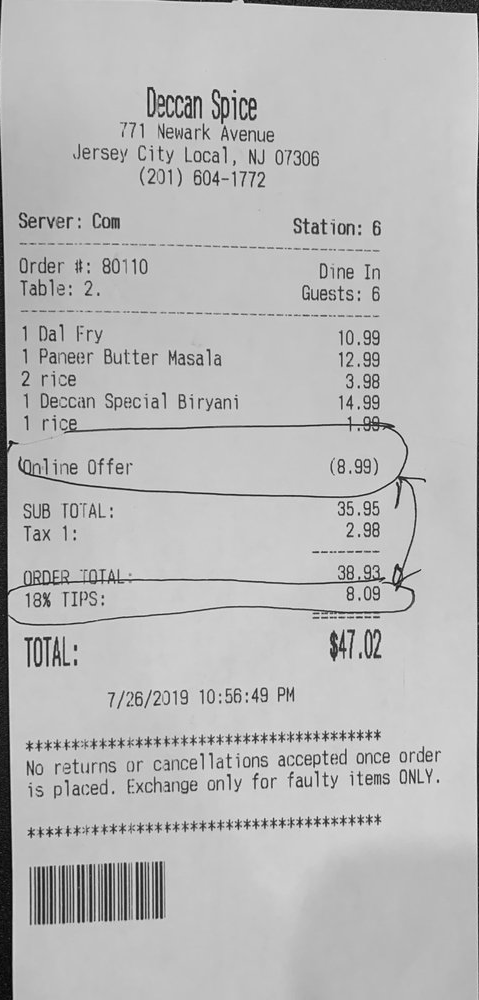 Deccan Spice
771 Newark Avenue
Jersey City Local, NJ 07306
(201) 604-1772
Server: Com Station: 6
Order #: 80110 Dine In
Table: 2. Guests: 6
1 Dal Fry 10.99
1 Paneer Butter Masala 12.99
2 rice 3.98
1 Deccan Special Biryani 14.99
1 rice 1.99
Online Offer (8.99)
SUB TOTAL: 35.95
Tax 1: 2.98
ORDER TOTAL: 38.93
18% TIPS: 8.09
TOTAL: $47.02
7/26/2019 10:56:49 PM
***************************************
No returns or cancellations accepted once order
is placed. Exchange only for faulty items ONLY.
***************************************